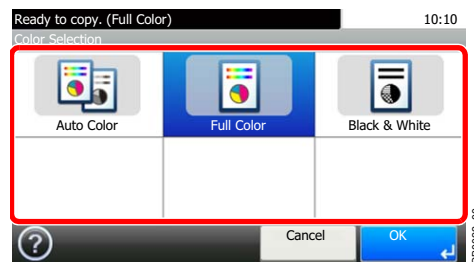 Ready to copy. (Full Color) 10:10
Color Selection
Auto Color Full Color Black & White
? Cancel OK